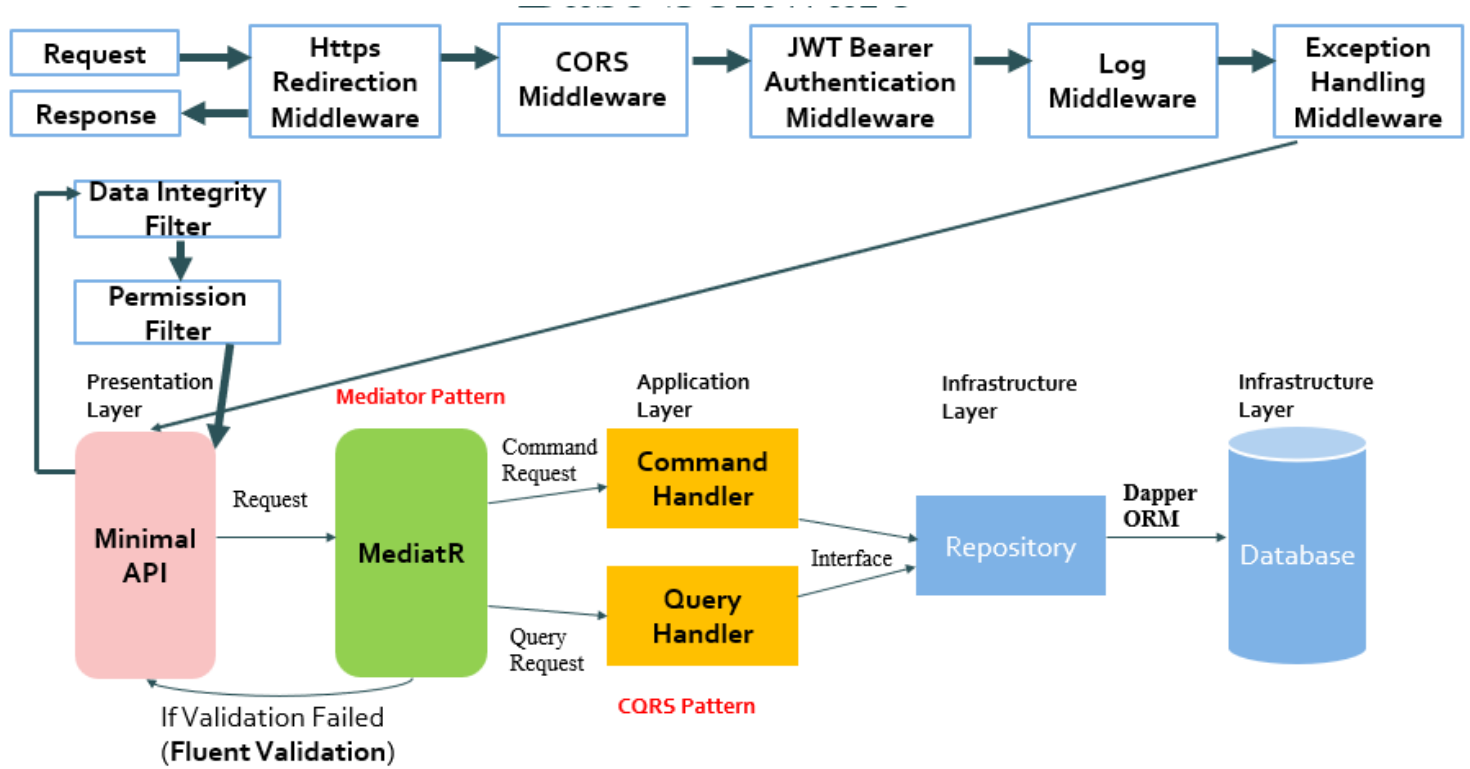 Request
Response
Https
Redirection
Middleware
CORS
Middleware
JWT Bearer
Authentication
Middleware
Log
Middleware
Exception
Handling
Middleware
Data Integrity
Filter
Permission
Filter
Presentation
Layer
Mediator Pattern
Application
Layer
Infrastructure
Layer
Infrastructure
Layer
Minimal
API
Request
MediatR
Command
Request
Query
Request
Command
Handler
Query
Handler
Interface
Repository
Dapper
ORM
Database
CQRS Pattern
If Validation Failed
(Fluent Validation)